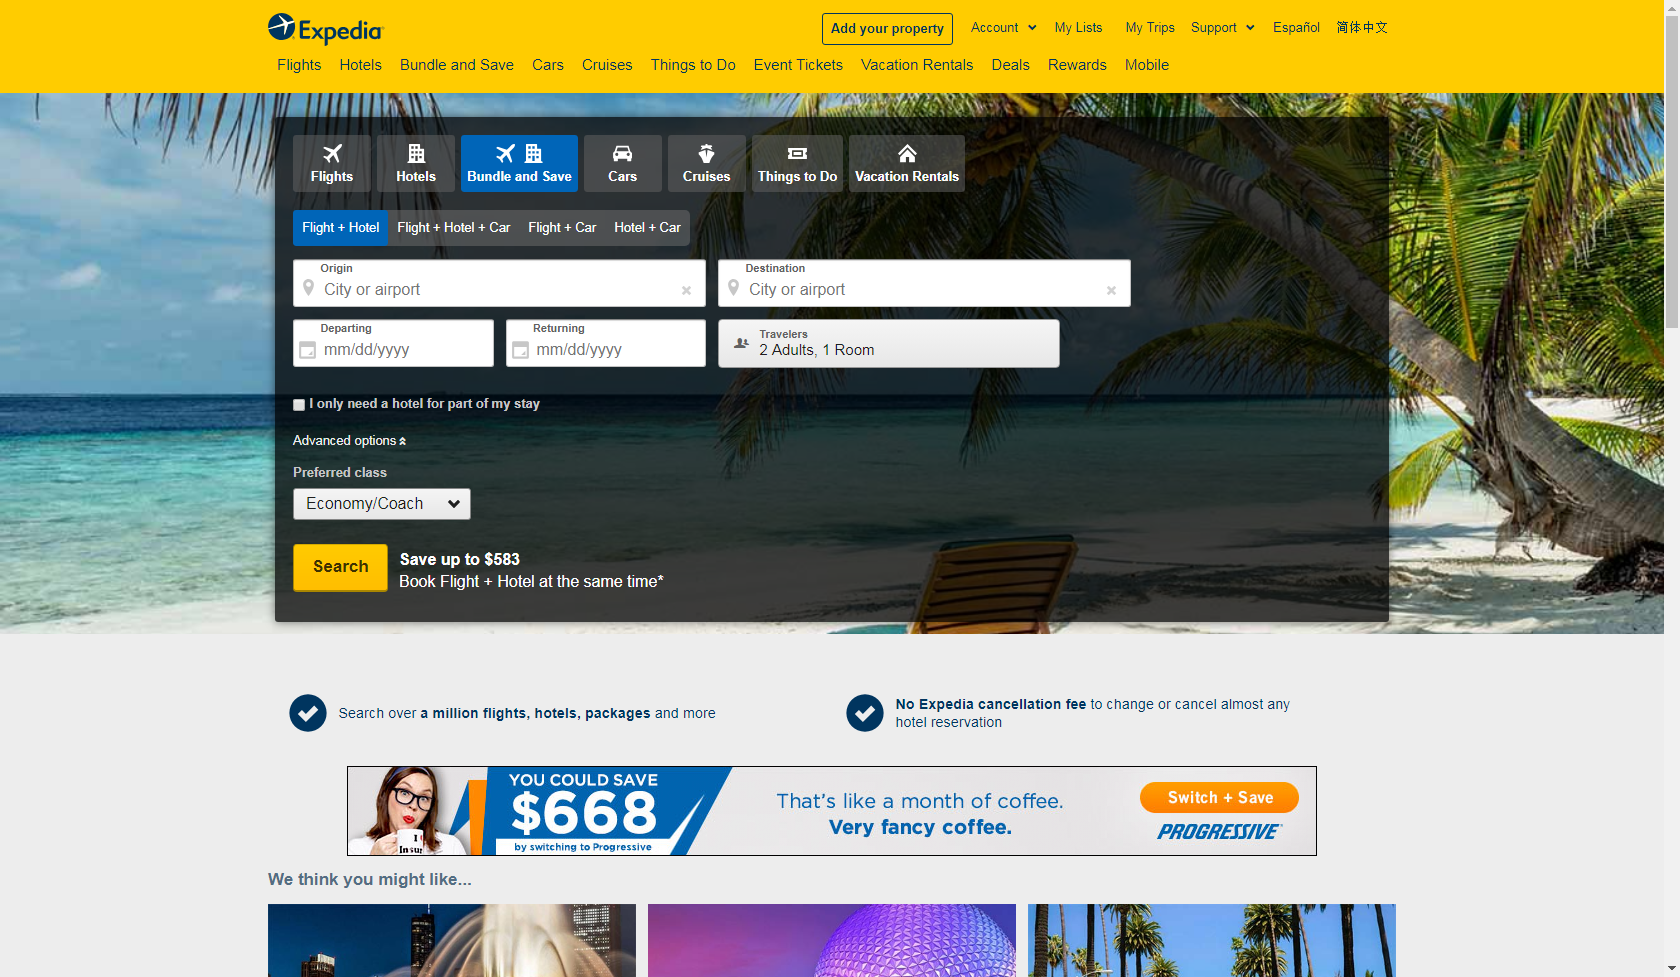 Expedia
Add your property
Account
My Lists
My Trips
Support
Español
简体中文
Flights
Hotels
Bundle and Save
Cars
Cruises
Things to Do
Event Tickets
Vacation Rentals
Deals
Rewards
Mobile
Flights
Hotels
Bundle and Save
Cars
Cruises
Things to Do
Vacation Rentals
Flight + Hotel
Flight + Hotel + Car
Flight + Car
Hotel + Car
Origin
City or airport
Destination
City or airport
Departing
mm/dd/yyyy
Returning
mm/dd/yyyy
Travelers
2 Adults, 1 Room
I only need a hotel for part of my stay
Advanced options
Preferred class
Economy/Coach
Search
Save up to $583
Book Flight + Hotel at the same time*
Search over a million flights, hotels, packages and more
No Expedia cancellation fee to change or cancel almost any
hotel reservation
YOU COULD SAVE
$668
by switching to Progressive
I
Insur
That's like a month of coffee.
Very fancy coffee.
Switch + Save
PROGRESSIVE
We think you might like...